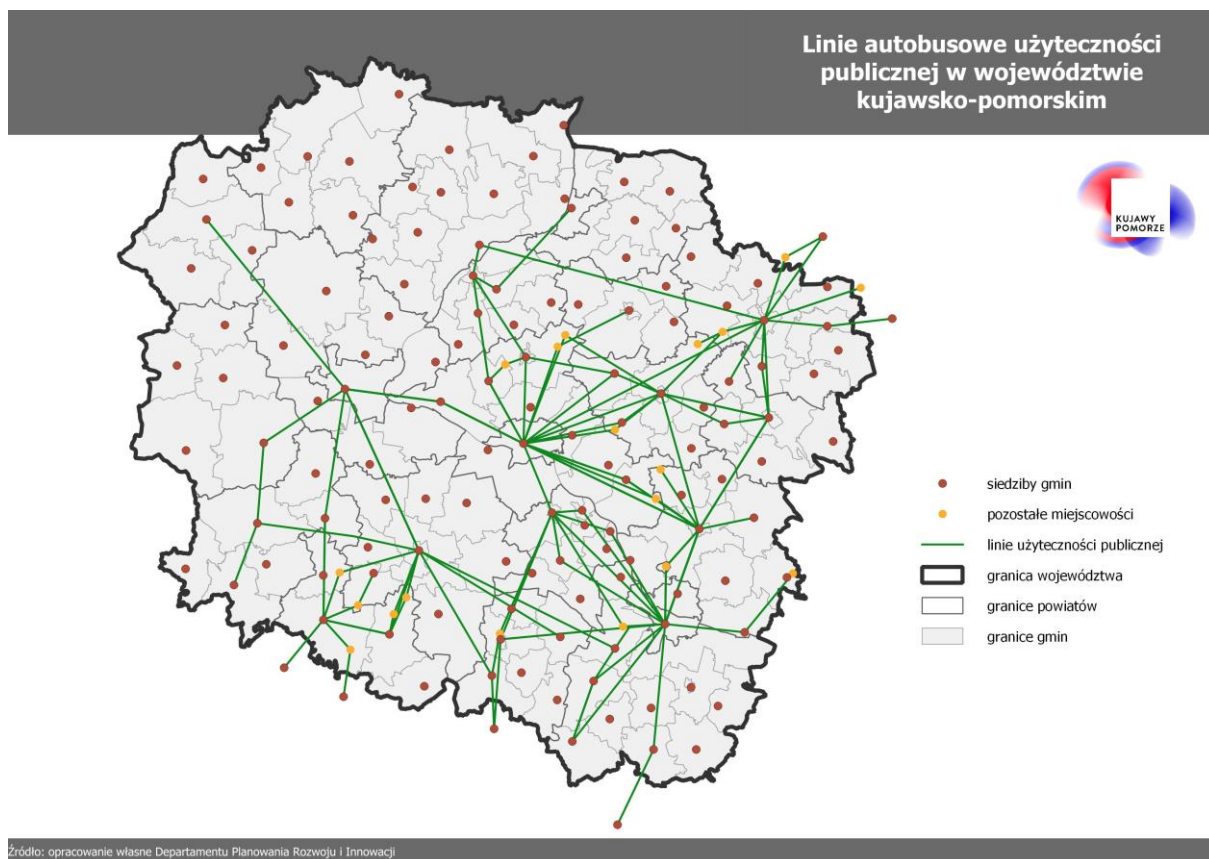 Linie autobusowe użyteczności
publicznej w województwie
kujawsko-pomorskim
KUJAWY
POMORZE
siedziby gmin
pozostałe miejscowości
linie użyteczności publicznej
granica województwa
granice powiatów
granice gmin
Źródło: opracowanie własne Departamentu Planowania Rozwoju i Innowacji